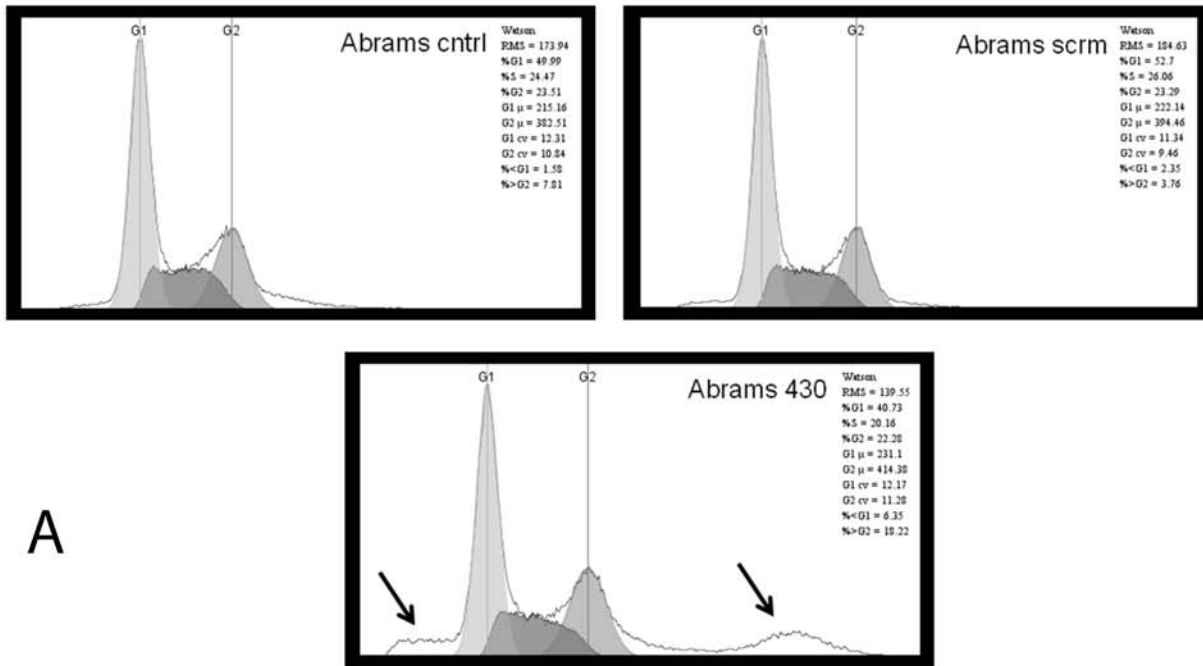 G1
G2
Abrams cntrl
Watson
RMS = 173.94
%G1 = 49.99
%S = 24.47
%G2 = 23.51
G1 μ = 215.16
G2 μ = 382.51
G1 cv = 12.31
G2 cv = 10.84
%<G1 = 1.58
%>G2 = 7.81
G1
G2
Abrams scrm
Watson
RMS = 184.63
%G1 = 52.7
%S = 26.06
%G2 = 23.29
G1 μ = 222.14
G2 μ = 394.46
G1 cv = 11.34
G2 cv = 9.46
%<G1 = 2.35
%>G2 = 3.76
G1
G2
Abrams 430
Watson
RMS = 139.55
%G1 = 40.73
%S = 20.16
%G2 = 22.28
G1 μ = 231.1
G2 μ = 414.38
G1 cv = 12.17
G2 cv = 11.28
%<G1 = 6.35
%>G2 = 18.22
A